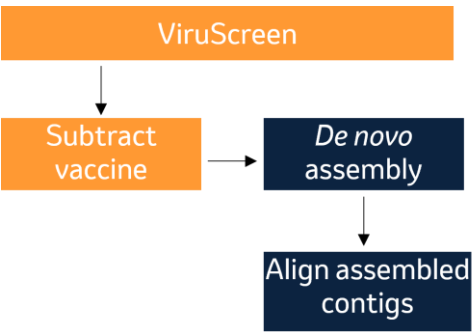 ViruScreen
Subtract
vaccine
De novo
assembly
Align assembled
contigs